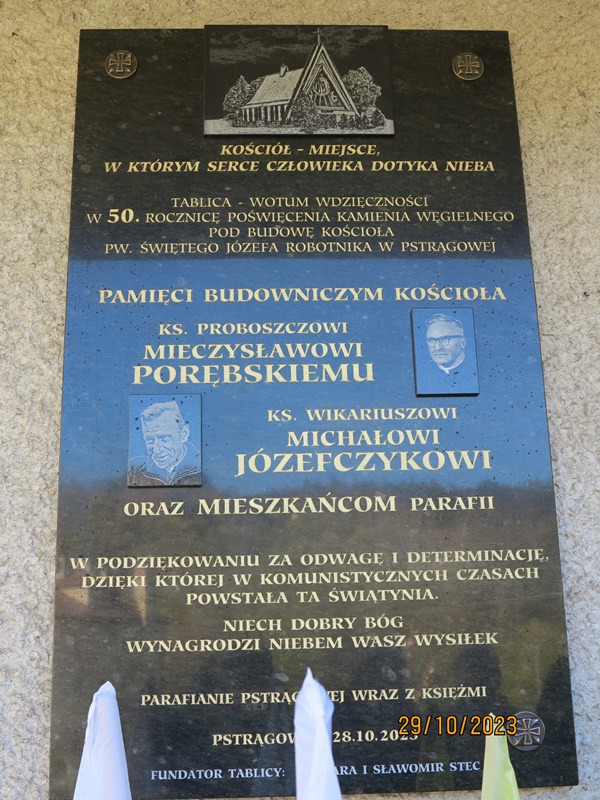 KOŚCIÓŁ - MIEJSCE,
W KTÓRYM SERCE CZŁOWIEKA DOTYKA NIEBA
TABLICA - WOTUM WDZIĘCZNOŚCI
W 50. ROCZNICĘ POŚWIĘCENIA KAMIENIA WĘGIELNEGO
POD BUDOWĘ KOŚCIOŁA
PW. ŚWIĘTEGO JÓZEFA ROBOTNIKA W PSTRĄGOWEJ
PAMIĘCI BUDOWNICZYM KOŚCIOŁA
KS. PROBOSZCZOWI
MIECZYSŁAWOWI
PORĘBSKIEMU
KS. WIKARIUSZOWI
MICHAŁOWI
JÓZEFCZYKOWI
ORAZ MIESZKAŃCOM PARAFII
W PODZIĘKOWANIU ZA ODWAGĘ I DETERMINACJĘ,
DZIĘKI KTÓREJ W KOMUNISTYCZNYCH CZASACH
POWSTAŁA TA ŚWIĄTYNIA.
NIECH DOBRY BÓG
WYNAGRODZI NIEBEM WASZ WYSIŁEK
PARAFIANIE WRAZ Z KSIĘŻMI
29/10/2023
28.10.2023
FUNDATOR TABLICY: I SŁAWOMIR STEC